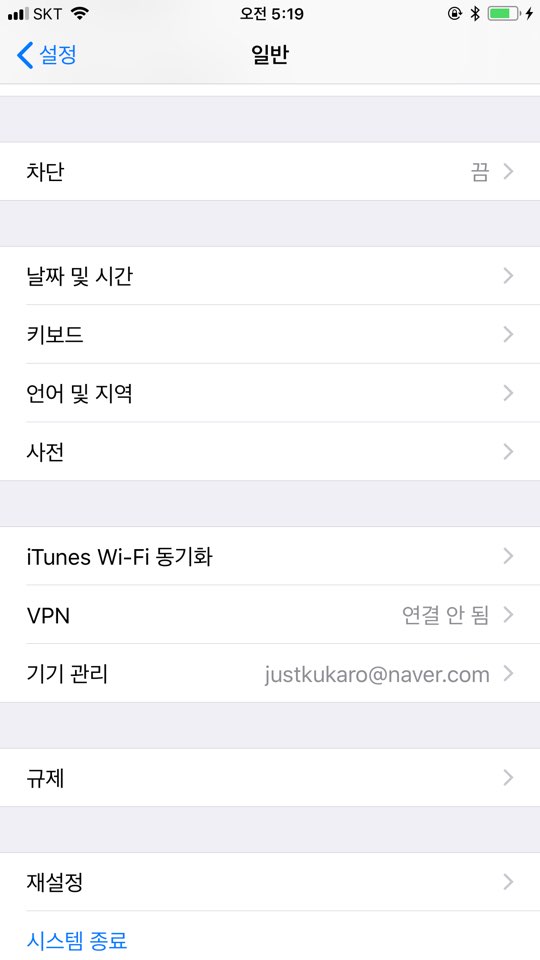 SKT 오전 5:19
설정 일반
차단 끔
날짜 및 시간
키보드
언어 및 지역
사전
iTunes Wi-Fi 동기화
VPN 연결 안 됨
기기 관리 justkukaro@naver.com
규제
재설정
시스템 종료